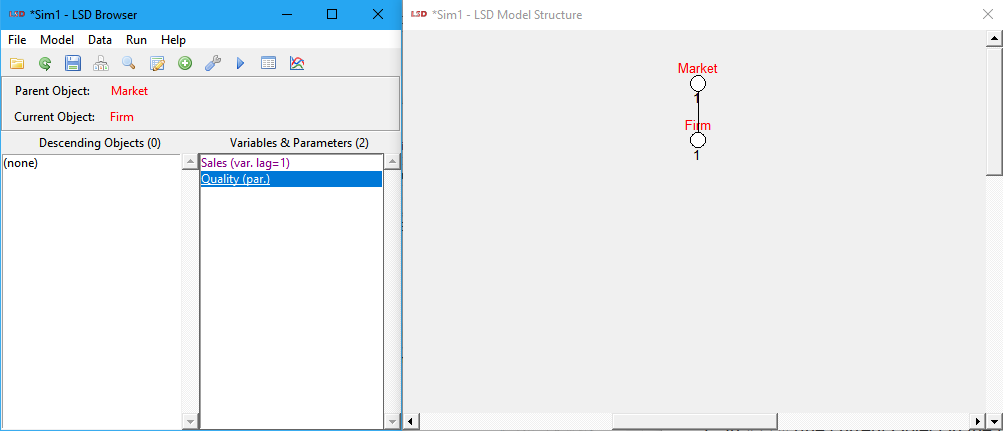 LSD *Sim1 - LSD Browser
File Model Data Run Help
Parent Object: Market
Current Object: Firm
Descending Objects (0)
(none)
Variables & Parameters (2)
Sales (var. lag=1)
Quality (par.)
LSD *Sim1 - LSD Model Structure
Market
1
Firm
1